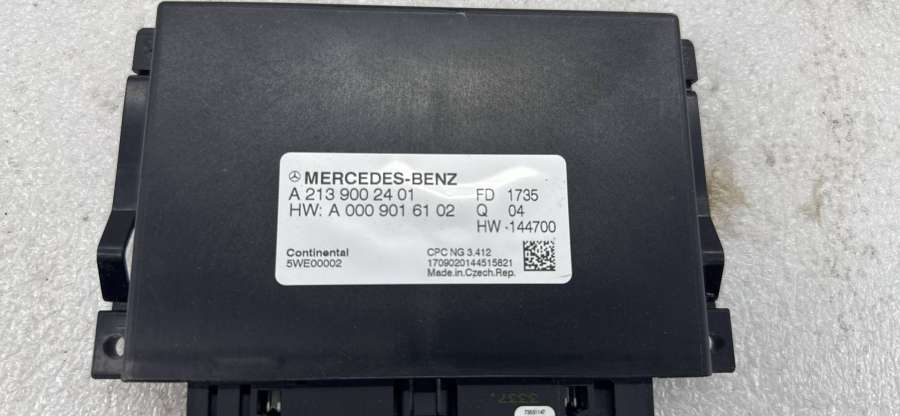 MERCEDES-BENZ
A 213 900 24 01 FD 1735
HW: A 000 901 61 02 Q 04
HW -144700
Continental CPC NG 3.412
5WE00002 1709020144515821
Made.in.Czech.Rep.
3337